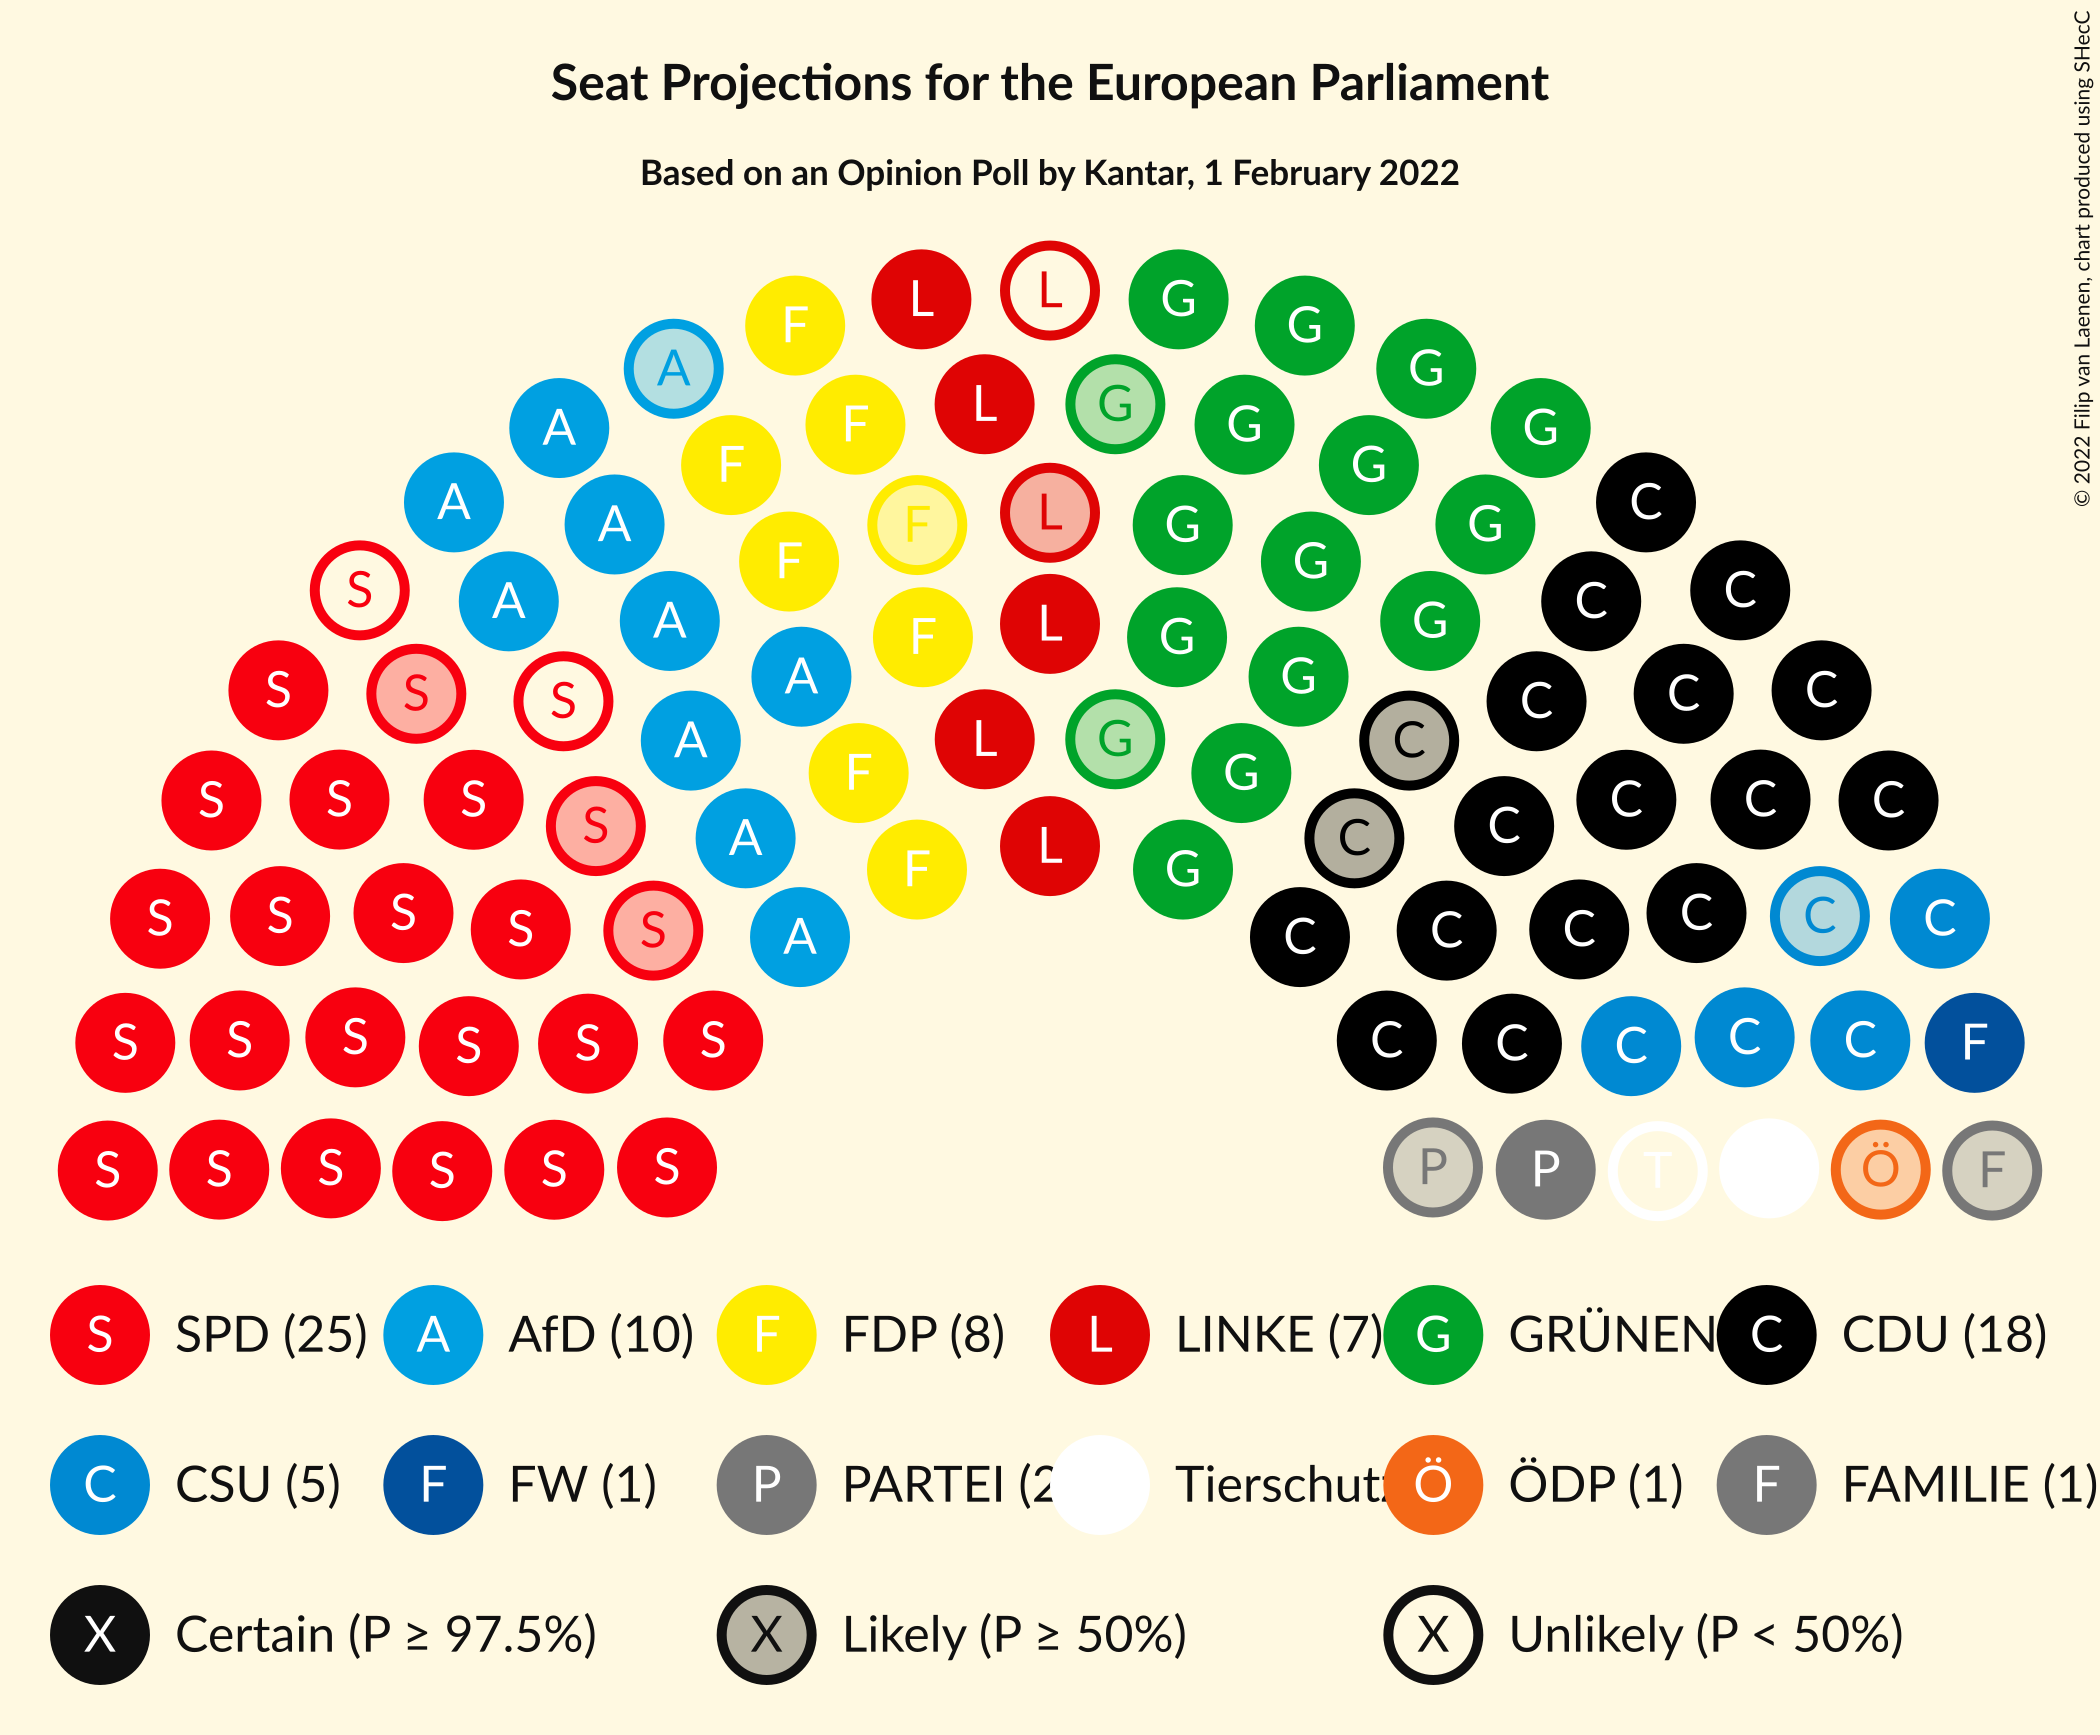 Seat Projections for the European Parliament
Based on an Opinion Poll by Kantar, 1 February 2022
© 2022 Filip van Laenen, chart produced using SHecC
L L G G
F G
A F L G G G
A F G G G
A A F L G G C
A A F G G C C
S A F L G G C
S S S A A G C C C C
S S S S A F L G G C C C C C
S S S S S A A F L G C C C C C C C
S S S S S S C C C C C F
S S S S S S P P T Ö F
S SPD (25) A AfD (10) F FDP (8) L LINKE (7) G GRÜNEN C CDU (18)
C CSU (5) F FW (1) P PARTEI (2 Tierschutz Ö ÖDP (1) F FAMILIE (1)
X Certain (P ≥ 97.5%) X Likely (P ≥ 50%) X Unlikely (P < 50%)